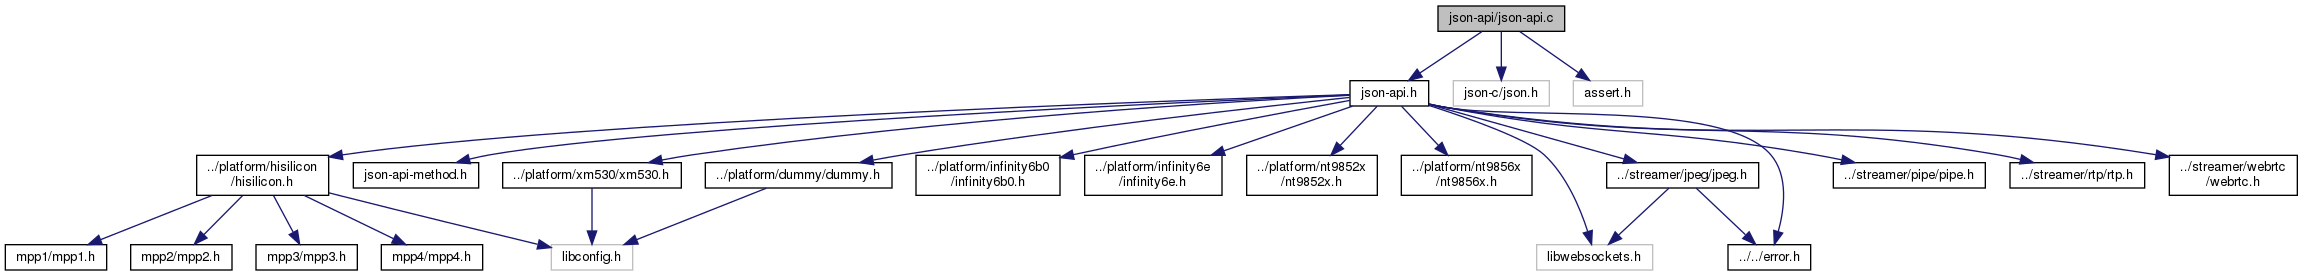 json-api/json-api.c
json-api.h
json-c/json.h
assert.h
../platform/hisilicon
/hisilicon.h
json-api-method.h
../platform/xm530/xm530.h
../platform/dummy/dummy.h
../platform/infinity6b0
/infinity6b0.h
../platform/infinity6e
/infinity6e.h
../platform/nt9852x
/nt9852x.h
../platform/nt9856x
/nt9856x.h
../streamer/jpeg/jpeg.h
../streamer/pipe/pipe.h
../streamer/rtp/rtp.h
../streamer/webrtc
/webrtc.h
mpp1/mpp1.h
mpp2/mpp2.h
mpp3/mpp3.h
mpp4/mpp4.h
libconfig.h
libwebsockets.h
../../error.h